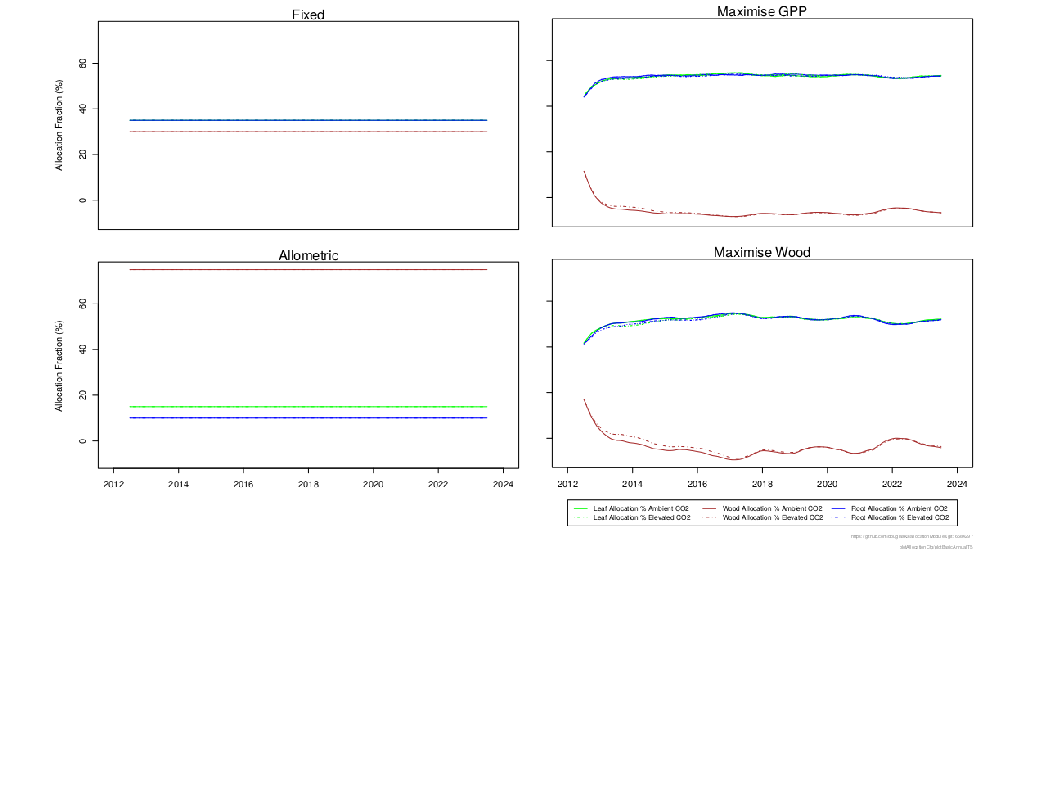 Fixed
Maximise GPP
Allocation Fraction (%)
60
40
20
0
Allometric
Maximise Wood
Allocation Fraction (%)
60
40
20
0
2012 2014 2016 2018 2020 2022 2024
2012 2014 2016 2018 2020 2022 2024
Leaf Allocation % Ambient CO2 Wood Allocation % Ambient CO2 Root Allocation % Ambient CO2
Leaf Allocation % Elevated CO2 Wood Allocation % Elevated CO2 Root Allocation % Elevated CO2